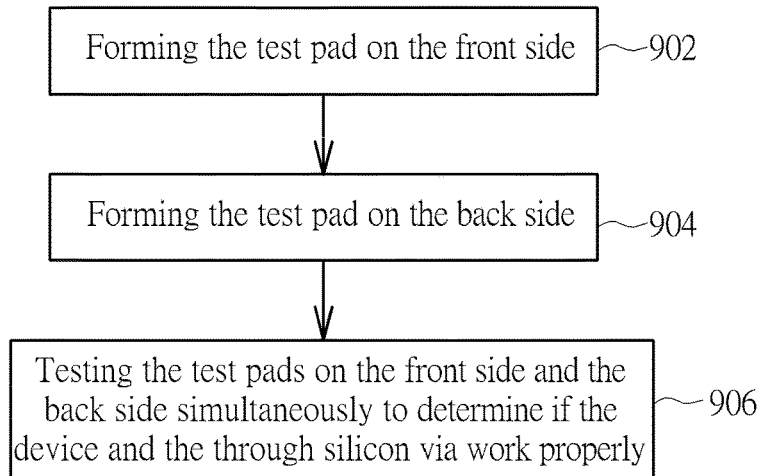 Forming the test pad on the front side
902
Forming the test pad on the back side
904
Testing the test pads on the front side and the
back side simultaneously to determine if the
device and the through silicon via work properly
906